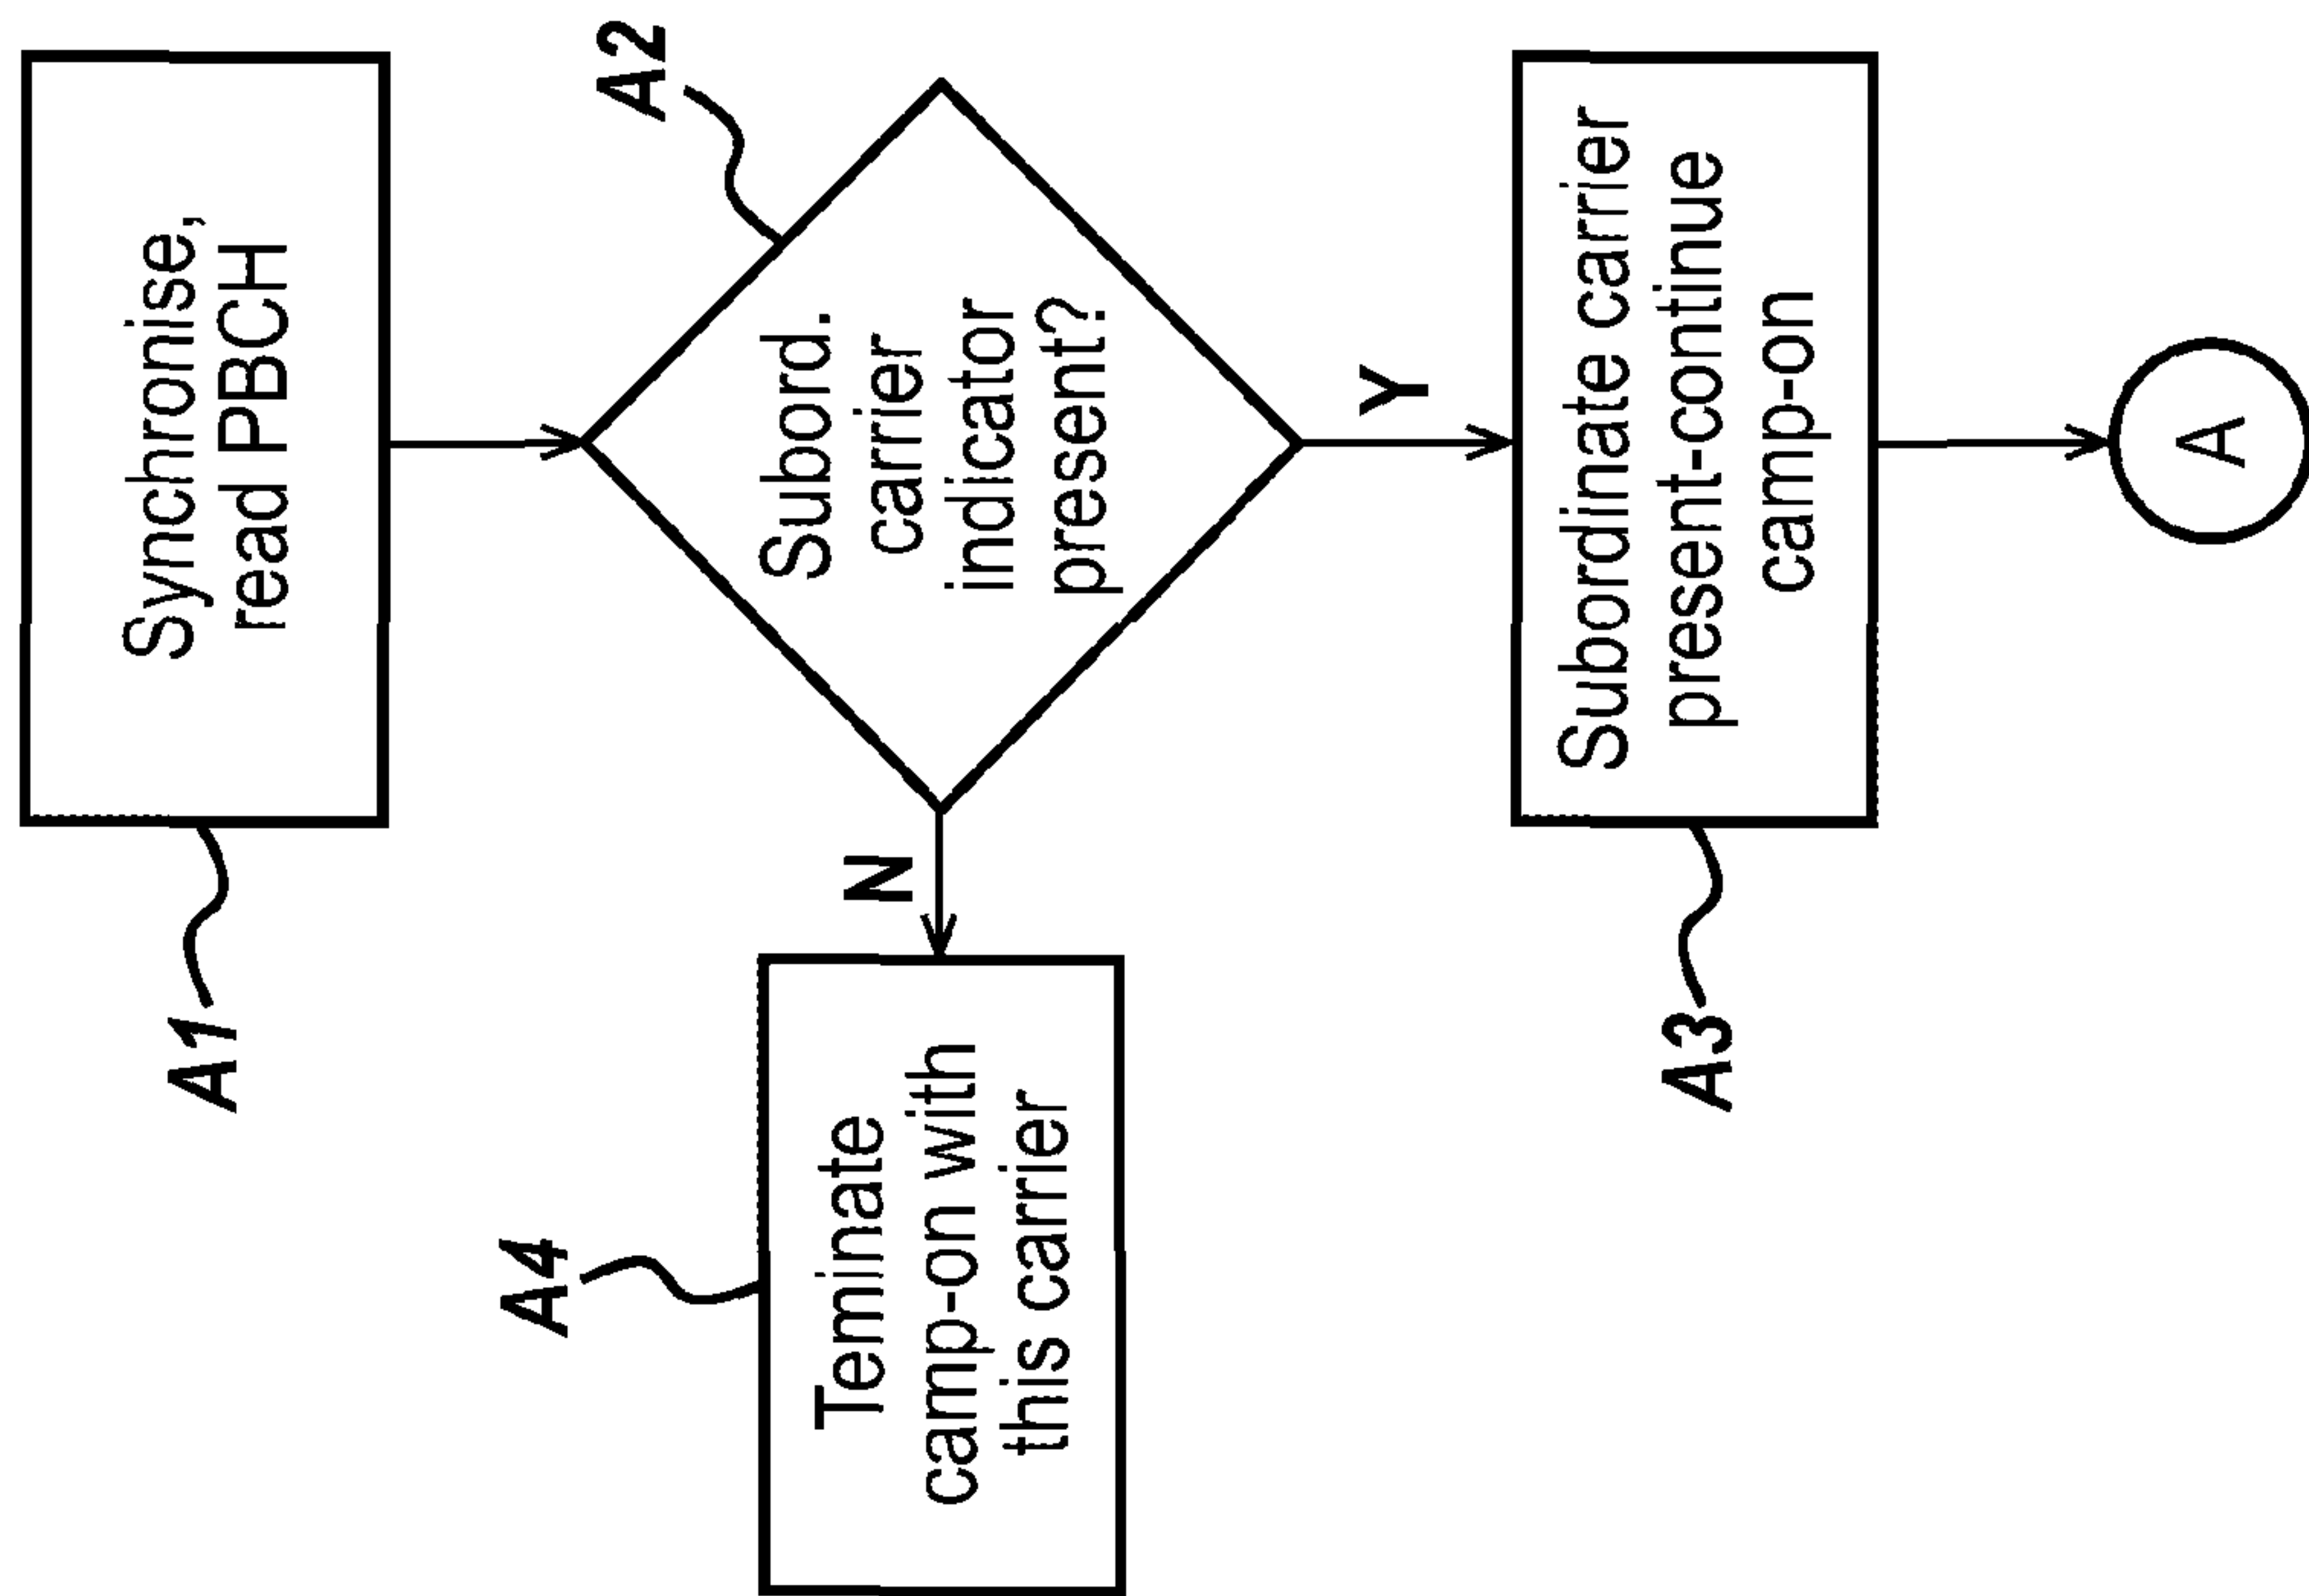 A1
Synchronise,
read PBCH
A2
Subord.
carrier
indicator
present?
N
A4
Teminate
camp-on with
this carrier
Y
A3
Subordinate carrier
present-continue
camp-on
A